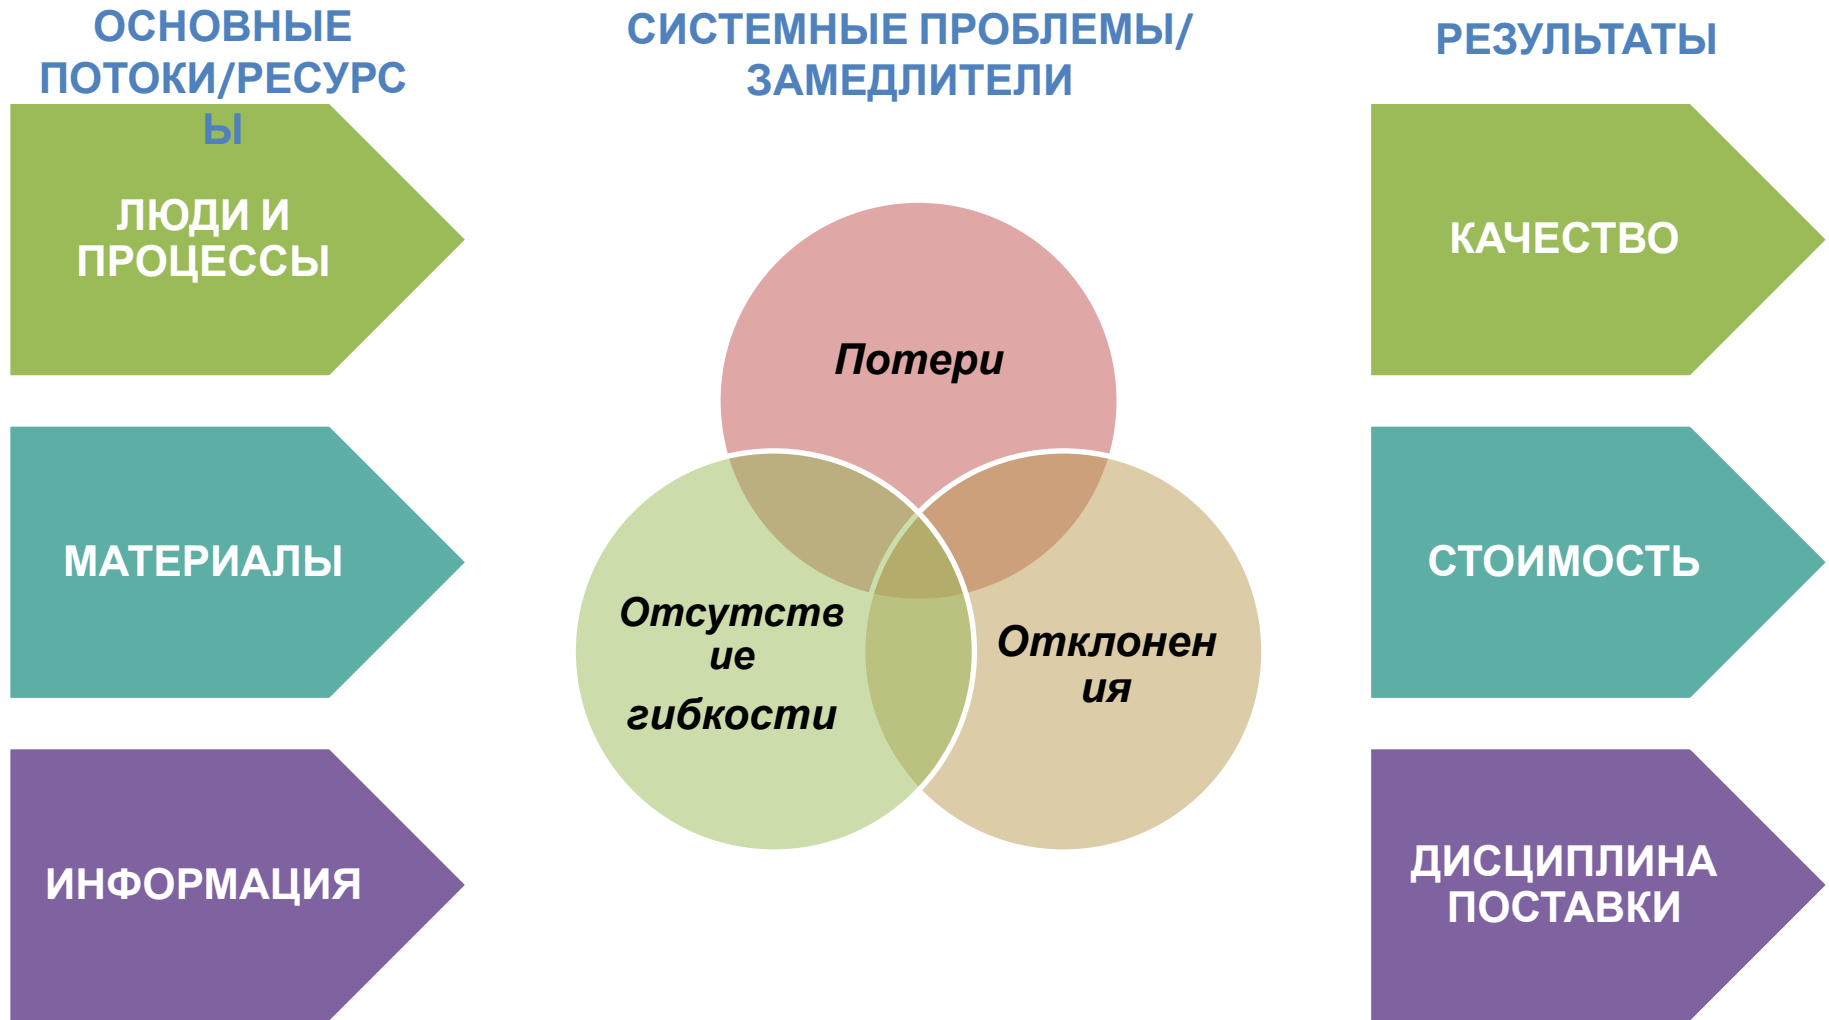 ОСНОВНЫЕ
ПОТОКИ/РЕСУРС
Ы
ЛЮДИ И
ПРОЦЕССЫ
МАТЕРИАЛЫ
ИНФОРМАЦИЯ
СИСТЕМНЫЕ ПРОБЛЕМЫ/
ЗАМЕДЛИТЕЛИ
Потери
Отсутств
ие
гибкости
Отклонен
ия
РЕЗУЛЬТАТЫ
КАЧЕСТВО
СТОИМОСТЬ
ДИСЦИПЛИНА
ПОСТАВКИ